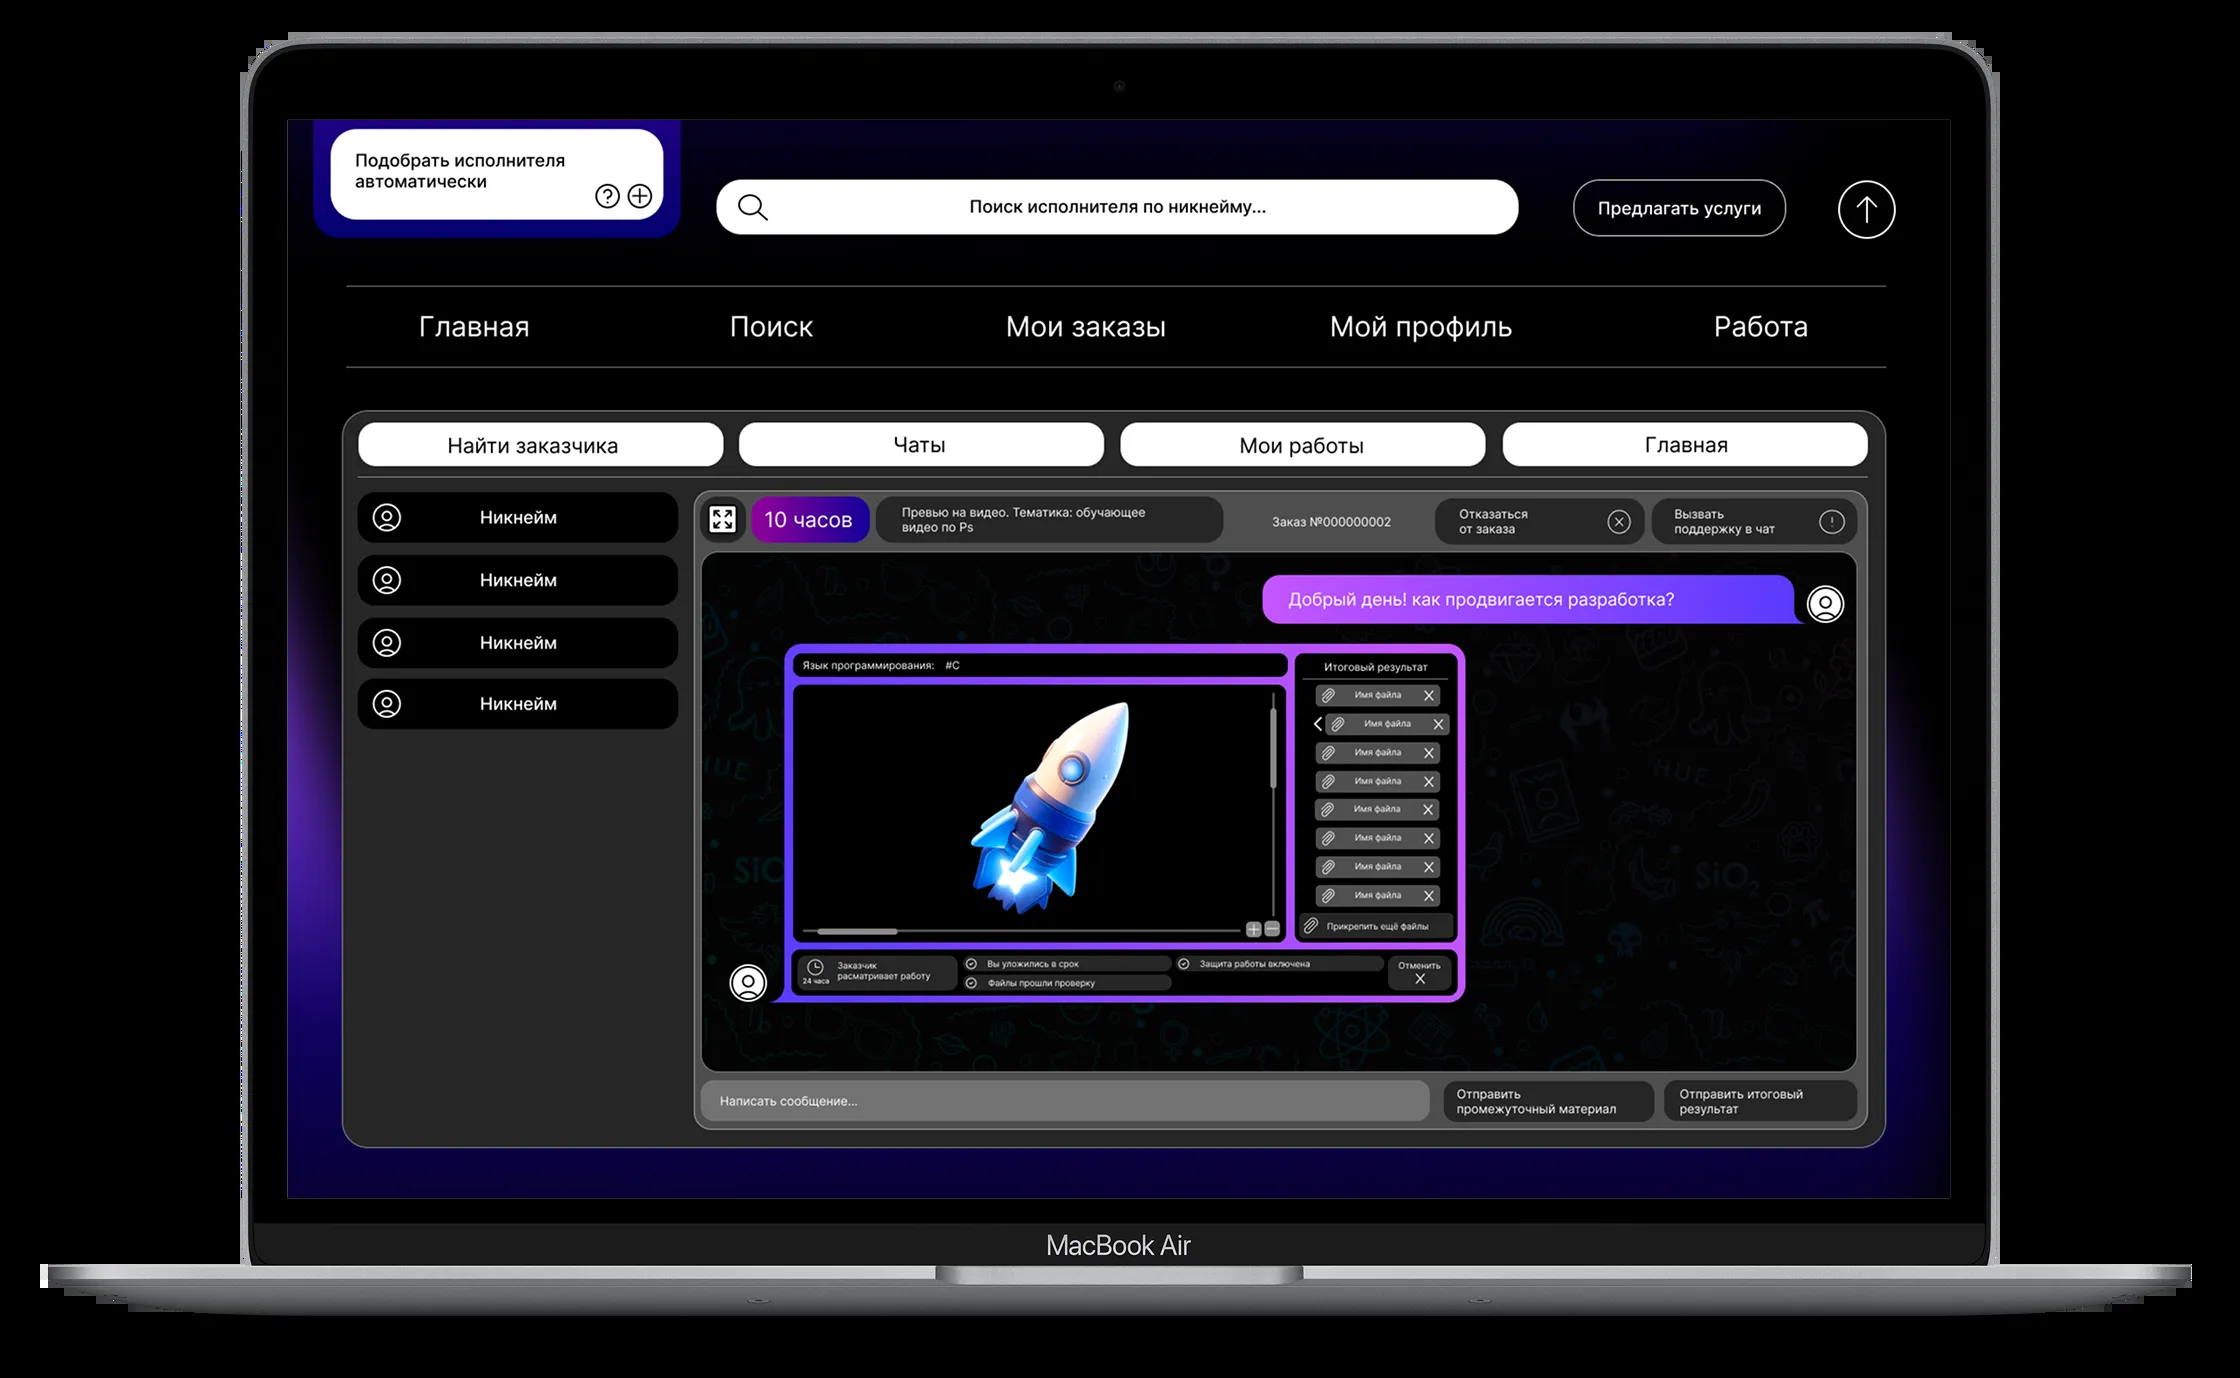 Подобрать исполнителя
автоматически
Поиск исполнителя по никнейму...
Предлагать услуги
Главная
Поиск
Мои заказы
Мой профиль
Работа
Найти заказчика
Чаты
Мои работы
Главная
Никнейм
Никнейм
Никнейм
Никнейм
10 часов
Превью на видео. Тематика: обучающее
видео по Ps
Заказ №000000002
Отказаться
от заказа
Вызвать
поддержку в чат
Добрый день! как продвигается разработка?
Язык программирования: #C
Итоговый результат
Имя файла
Имя файла
Имя файла
Имя файла
Имя файла
Имя файла
Имя файла
Имя файла
Прикрепить ещё файлы
24 часа
Заказчик
расматривает работу
Вы уложились в срок
Файлы прошли проверку
Защита работы включена
Отменить
HUE
SiO
HUE
SiO₂
Написать сообщение...
Отправить
промежуточный материал
Отправить итоговый
результат
MacBook Air